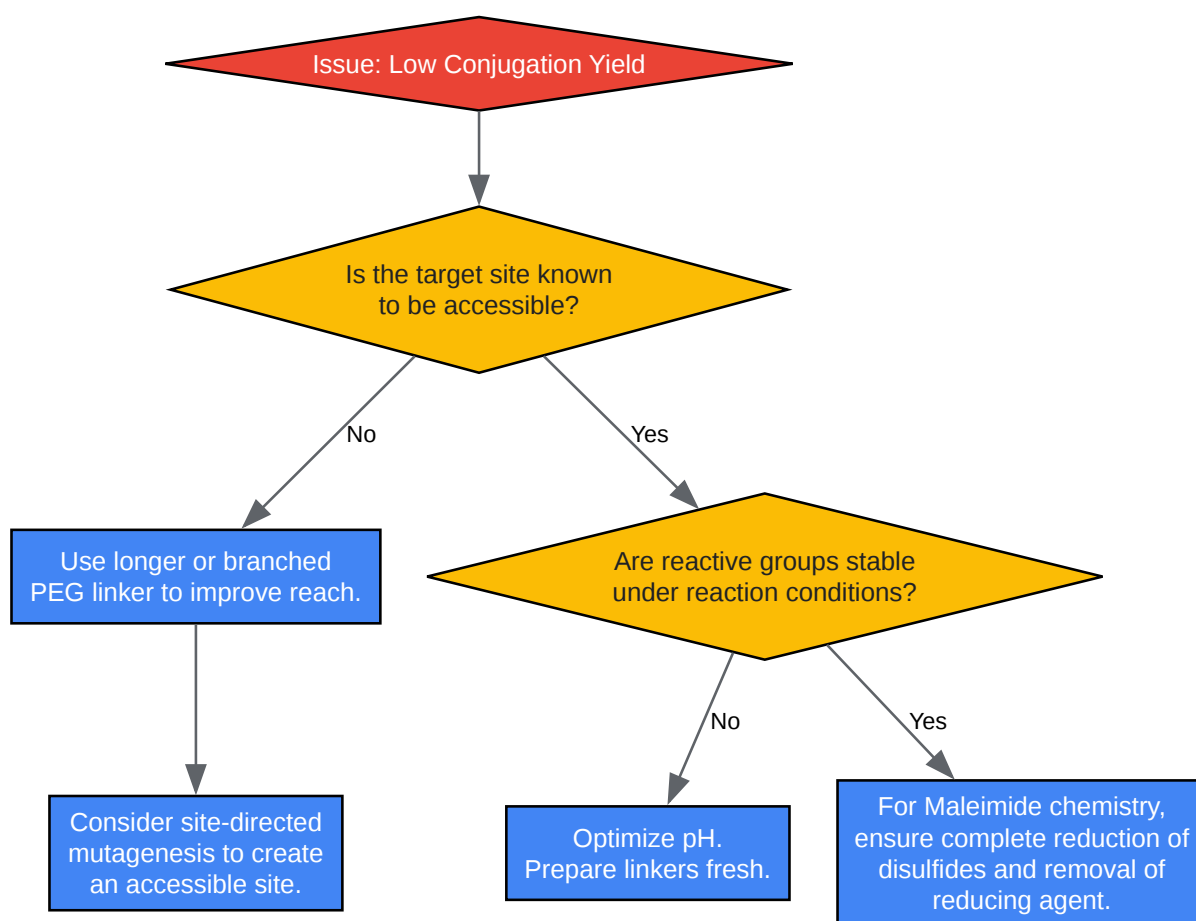 Issue: Low Conjugation Yield
Is the target site known
to be accessible?
No
Yes
Use longer or branched
PEG linker to improve reach.
Are reactive groups stable
under reaction conditions?
No
Yes
Consider site-directed
mutagenesis to create
an accessible site.
Optimize pH.
Prepare linkers fresh.
For Maleimide chemistry,
ensure complete reduction of
disulfides and removal of
reducing agent.